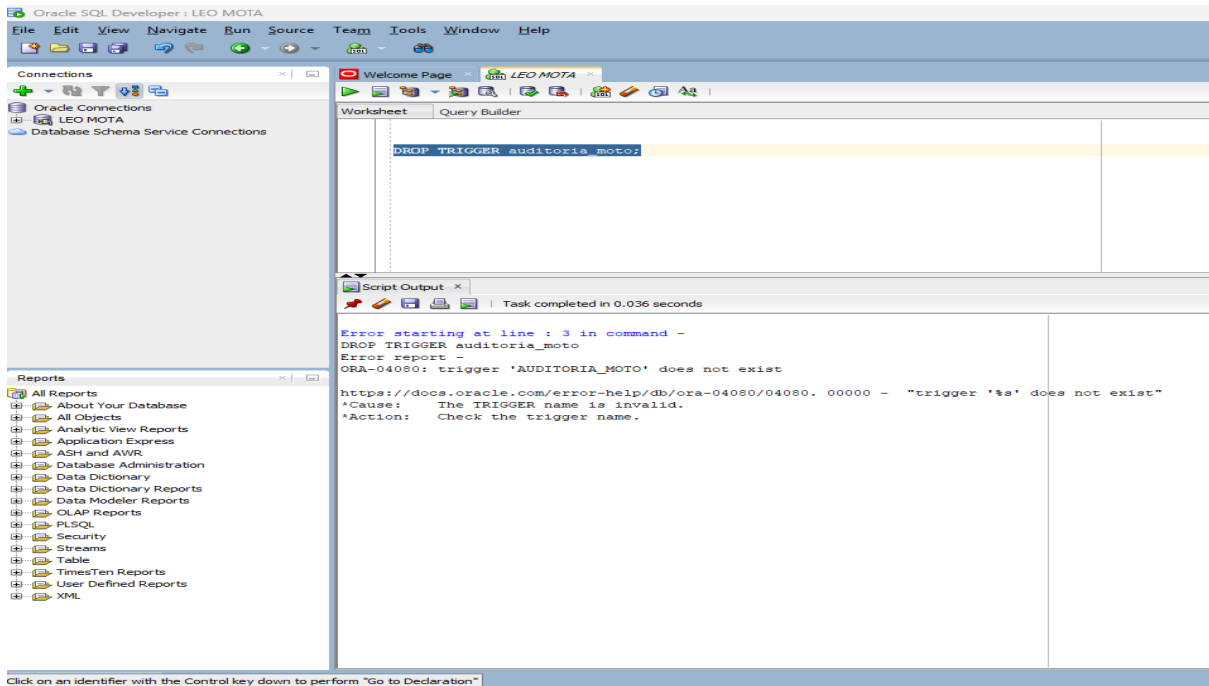 Oracle SQL Developer : LEO MOTA
File Edit View Navigate Run Source Team Tools Window Help
Connections
Oracle Connections
LEO MOTA
Database Schema Service Connections
Welcome Page
LEO MOTA
Worksheet Query Builder
DROP TRIGGER auditoria_moto;
Script Output
Task completed in 0.036 seconds
Error starting at line : 3 in command -
DROP TRIGGER auditoria_moto
Error report -
ORA-04080: trigger 'AUDITORIA_MOTO' does not exist
https://docs.oracle.com/error-help/db/ora-04080/04080. 00000 - "trigger '%s' does not exist"
*Cause: The TRIGGER name is invalid.
*Action: Check the trigger name.
Reports
All Reports
About Your Database
All Objects
Analytic View Reports
Application Express
ASH and AWR
Database Administration
Data Dictionary
Data Dictionary Reports
Data Modeler Reports
OLAP Reports
PLSQL
Security
Streams
Table
TimesTen Reports
User Defined Reports
XML
Click on an identifier with the Control key down to perform "Go to Declaration"